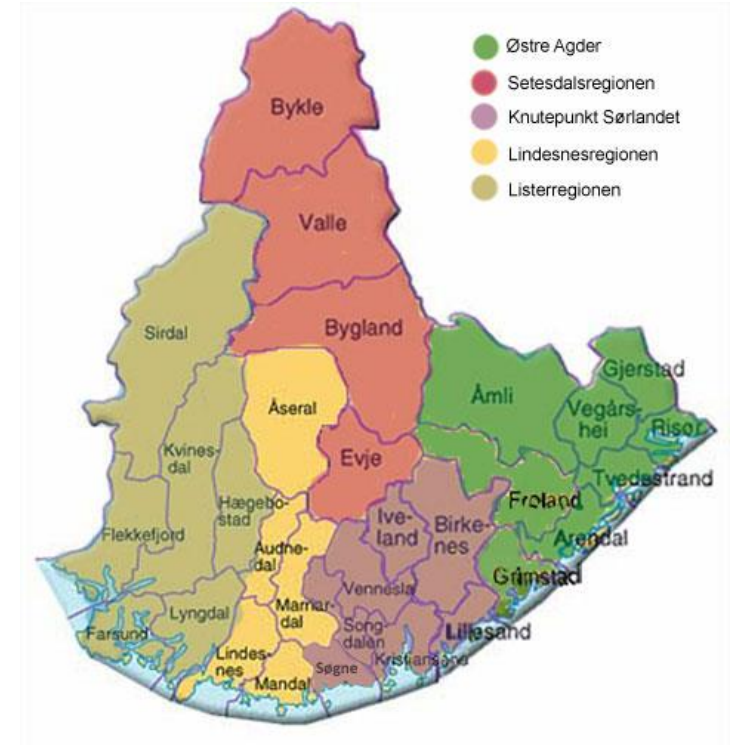 Østre Agder
Setesdalsregionen
Knutepunkt Sørlandet
Lindesnesregionen
Listerregionen
Bykle
Valle
Bygland
Sirdal
Gjerstad
Åmli
Åseral
Vegårs-
hei
Risør
Kvines-
dal
Evje
Tvedestrand
Hægebo-
stad
Froland
Ive-
land
Birke-
nes
Flekkefjord
Arendal
Audne-
dal
Grimstad
Vennesla
Marnar-
dal
Lyngdal
Farsund
Song-
dalen
Lillesand
Lindes-
nes
Søgne
Kristiansand
Mandal